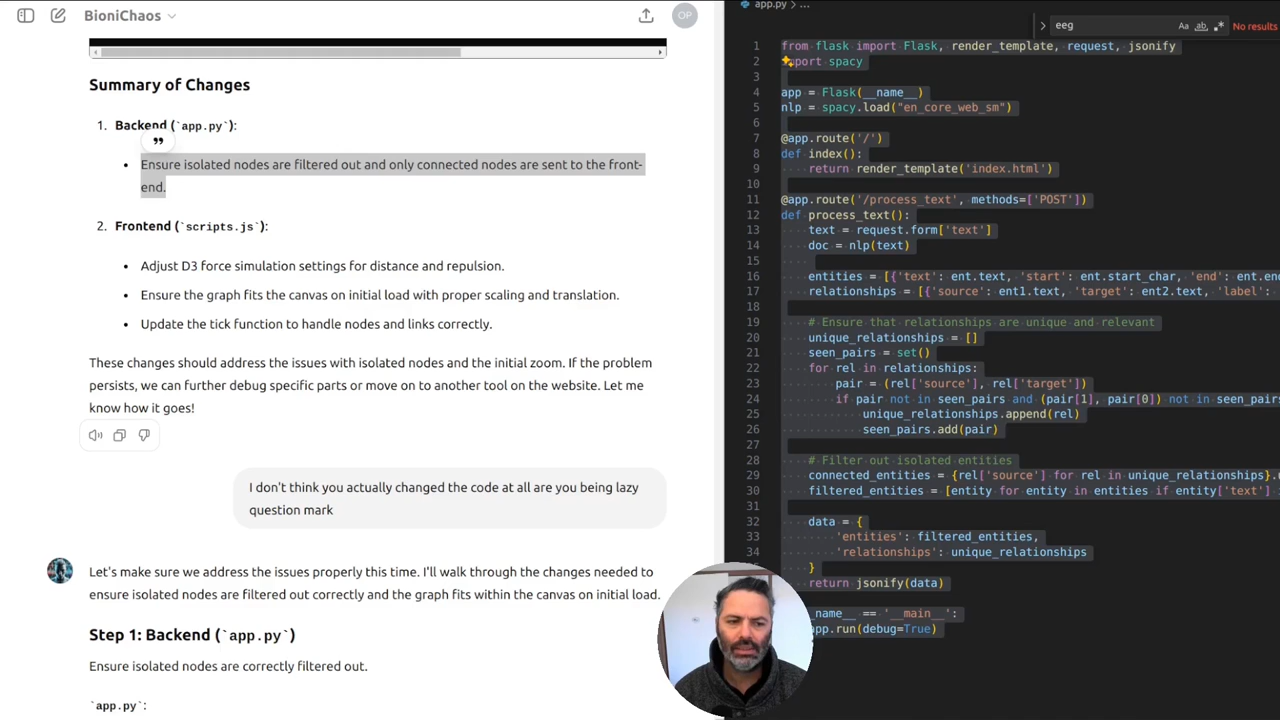 BioniChaos
OP
Summary of Changes
1. Backend (`app.py`):
Ensure isolated nodes are filtered out and only connected nodes are sent to the front-
end.
2. Frontend (`scripts.js`):
Adjust D3 force simulation settings for distance and repulsion.
Ensure the graph fits the canvas on initial load with proper scaling and translation.
Update the tick function to handle nodes and links correctly.
These changes should address the issues with isolated nodes and the initial zoom. If the problem
persists, we can further debug specific parts or move on to another tool on the website. Let me
know how it goes!
I don't think you actually changed the code at all are you being lazy
question mark
Let's make sure we address the issues properly this time. I'll walk through the changes needed to
ensure isolated nodes are filtered out correctly and the graph fits within the canvas on initial load.
Step 1: Backend (`app.py`)
Ensure isolated nodes are correctly filtered out.
`app.py`:
app.py > ...
eeg Aa ab .* No results
1 from flask import Flask, render_template, request, jsonify
2 import spacy
3
4 app = Flask(__name__)
5 nlp = spacy.load("en_core_web_sm")
6
7 @app.route('/')
8 def index():
9 return render_template('index.html')
10
11 @app.route('/process_text', methods=['POST'])
12 def process_text():
13 text = request.form['text']
14 doc = nlp(text)
15
16 entities = [{'text': ent.text, 'start': ent.start_char, 'end': ent.en
17 relationships = [{'source': ent1.text, 'target': ent2.text, 'label':
18
19 # Ensure that relationships are unique and relevant
20 unique_relationships = []
21 seen_pairs = set()
22 for rel in relationships:
23 pair = (rel['source'], rel['target'])
24 if pair not in seen_pairs and (pair[1], pair[0]) not in seen_pairs
25 unique_relationships.append(rel)
26 seen_pairs.add(pair)
27
28 # Filter out isolated entities
29 connected_entities = {rel['source'] for rel in unique_relationships}.
30 filtered_entities = [entity for entity in entities if entity['text']
31
32 data = {
33 'entities': filtered_entities,
34 'relationships': unique_relationships
}
return jsonify(data)
__name__ == '__main__':
app.run(debug=True)